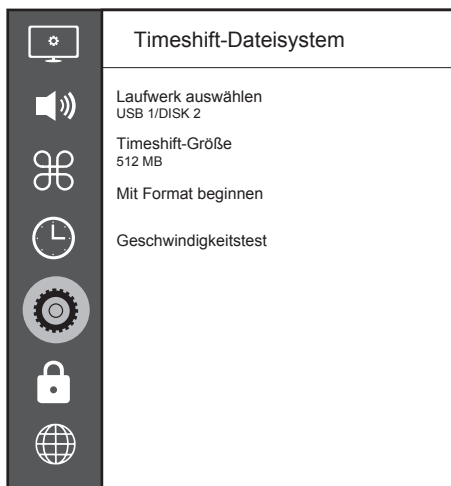 Timeshift-Dateisystem
Laufwerk auswählen
USB 1/DISK 2
Timeshift-Größe
512 MB
Mit Format beginnen
Geschwindigkeitstest